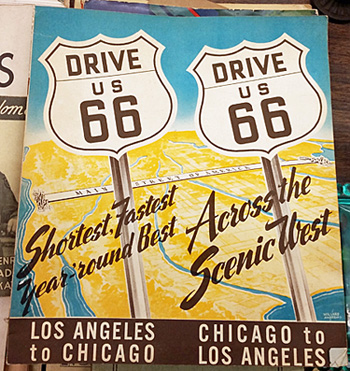 DRIVE
US
66
DRIVE
US
66
MAIN STREET OF AMERICA
Shortest, Fastest
Year 'round Best
Across the
Scenic West
LOS ANGELES
to CHICAGO
CHICAGO to
LOS ANGELES